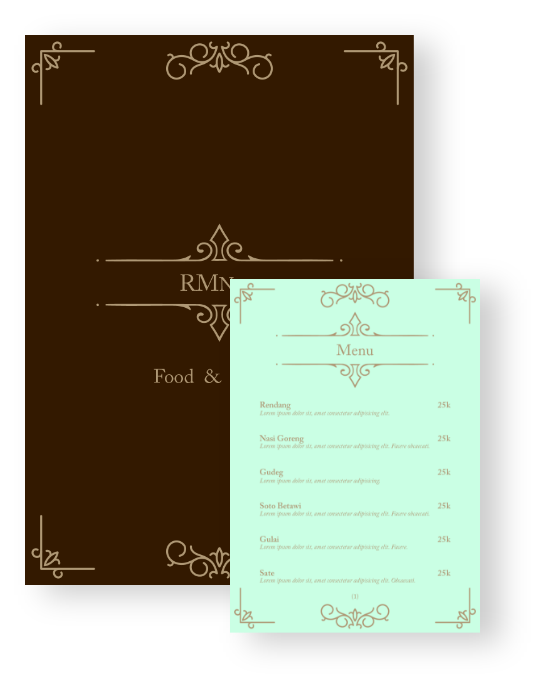 RMN
Food &
Menu
Rendang 25k
Lorem ipsum dolor sit, amet consectetur adipisicing elit.
Nasi Goreng 25k
Lorem ipsum dolor sit, amet consectetur adipisicing elit. Facere obcaecati.
Gudeg 25k
Lorem ipsum dolor sit, amet consectetur adipisicing.
Soto Betawi 25k
Lorem ipsum dolor sit, amet consectetur adipisicing elit. Facere obcaecati.
Gulai 25k
Lorem ipsum dolor sit, amet consectetur adipisicing elit. Facere.
Sate 25k
Lorem ipsum dolor sit, amet consectetur adipisicing elit. Obcaecati.
(1)